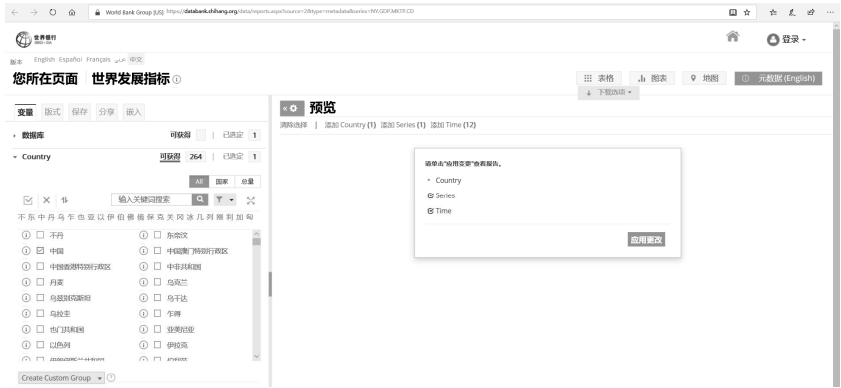 World Bank Group [US] https://databank.shihang.org/data/reports.aspx?source=2&type=metadata&series=NY.GDP.MKTP.CD
世界银行
IBRD • IDA
登录
版本 English Español Français عربي 中文
您所在页面 世界发展指标
表格 图表 地图 元数据 (English)
下载选项
变量 版式 保存 分享 嵌入
预览
清除选择 | 添加 Country (1) 添加 Series (1) 添加 Time (12)
数据库 可获得 | 已选定 1
Country 可获得 264 | 已选定 1
All 国家 总量
输入关键词搜索
不 东 中 丹 乌 乍 也 亚 以 伊 伯 佛 俄 保 克 关 冈 冰 几 列 刚 利 加 匈
不丹 东帝汶
中国 中国澳门特别行政区
中国香港特别行政区 中非共和国
丹麦 乌克兰
乌兹别克斯坦 乌干达
乌拉圭 乍得
也门共和国 亚美尼亚
以色列 伊拉克
Create Custom Group
请单击"应用变更"查看报告。
Country
Series
Time
应用更改